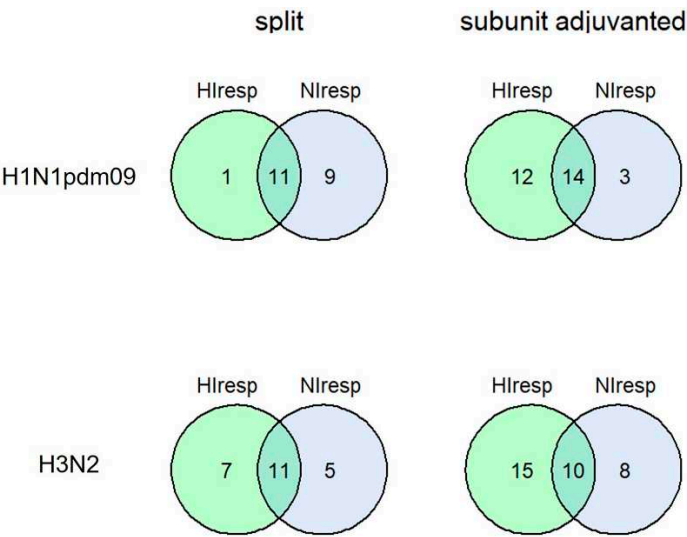 split subunit adjuvanted
HIresp NIresp HIresp NIresp
H1N1pdm09 1 11 9 12 14 3
HIresp NIresp HIresp NIresp
H3N2 7 11 5 15 10 8